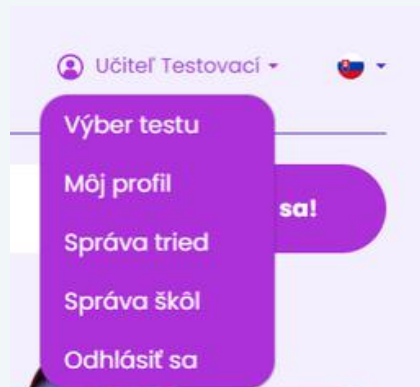 Učiteľ Testovací
Výber testu
Môj profil
sa!
Správa tried
Správa škôl
Odhlásiť sa